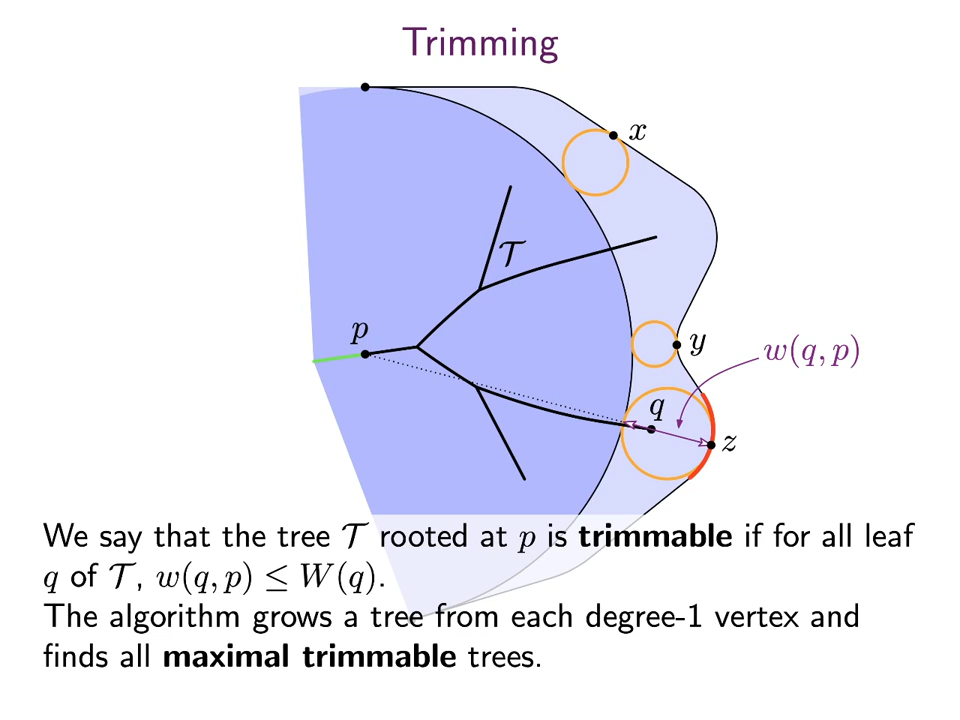 Trimming
x
𝒯
p
y
w(q, p)
q
z
We say that the tree 𝒯 rooted at p is trimmable if for all leaf
q of 𝒯, w(q, p) ≤ W(q).
The algorithm grows a tree from each degree-1 vertex and
finds all maximal trimmable trees.